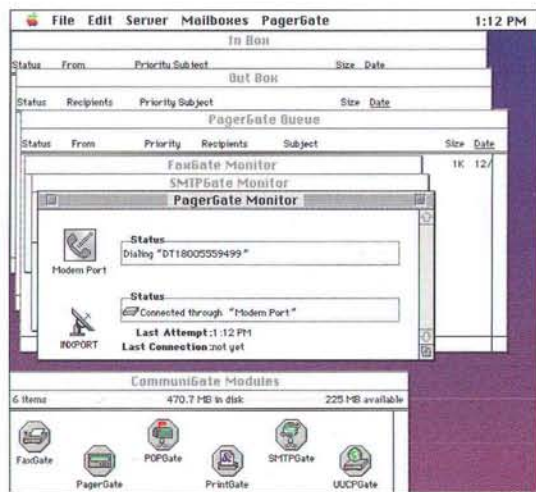 File Edit Server Mailboxes PagerGate 1:12 PM
In Box
Status From Priority Subject Size Date
Out Box
Status Recipients Priority Subject Size Date
PagerGate Queue
Status From Priority Recipients Subject Size Date
1K 12/
FaxGate Monitor
SMTPGate Monitor
PagerGate Monitor
Status
Dialing "DT18005559499"
Modem Port
Status
Connected through "Modem Port"
INXPORT
Last Attempt:1:12 PM
Last Connection:not yet
CommuniGate Modules
6 items 470.7 MB in disk 225 MB available
FaxGate
PagerGate
POPGate
PrintGate
SMTPGate
UUCPGate